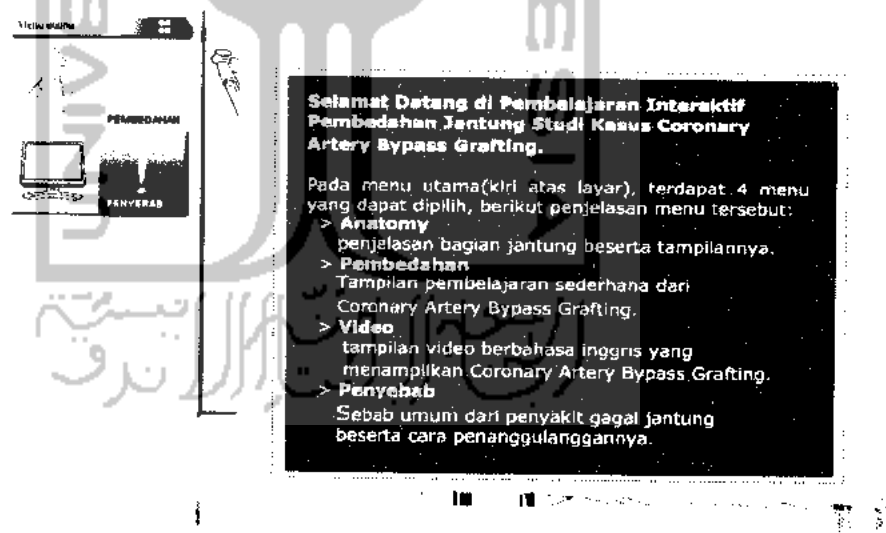 Menu utama
PEMBEDAHAN
PENYEBAB
Selamat Datang di Pembelajaran Interaktif
Pembedahan Jantung Studi Kasus Coronary
Artery Bypass Grafting.
Pada menu utama(kiri atas layar), terdapat 4 menu
yang dapat dipilih, berikut penjelasan menu tersebut:
> Anatomy
penjelasan bagian jantung beserta tampilannya.
> Pembedahan
Tampilan pembelajaran sederhana dari
Coronary Artery Bypass Grafting.
> Video
tampilan video berbahasa inggris yang
menampilkan Coronary Artery Bypass Grafting.
> Penyebab
Sebab umum dari penyakit gagal jantung
beserta cara penanggulanggannya.